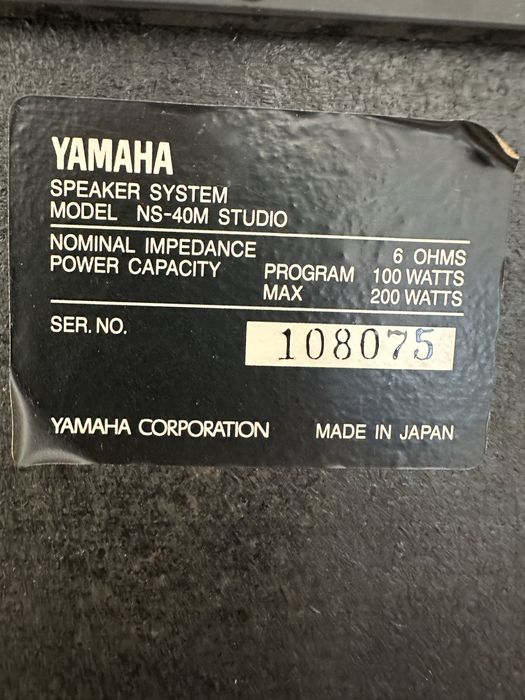 YAMAHA
SPEAKER SYSTEM
MODEL NS-40M STUDIO
NOMINAL IMPEDANCE 6 OHMS
POWER CAPACITY PROGRAM 100 WATTS
MAX 200 WATTS
SER. NO. 108075
YAMAHA CORPORATION MADE IN JAPAN